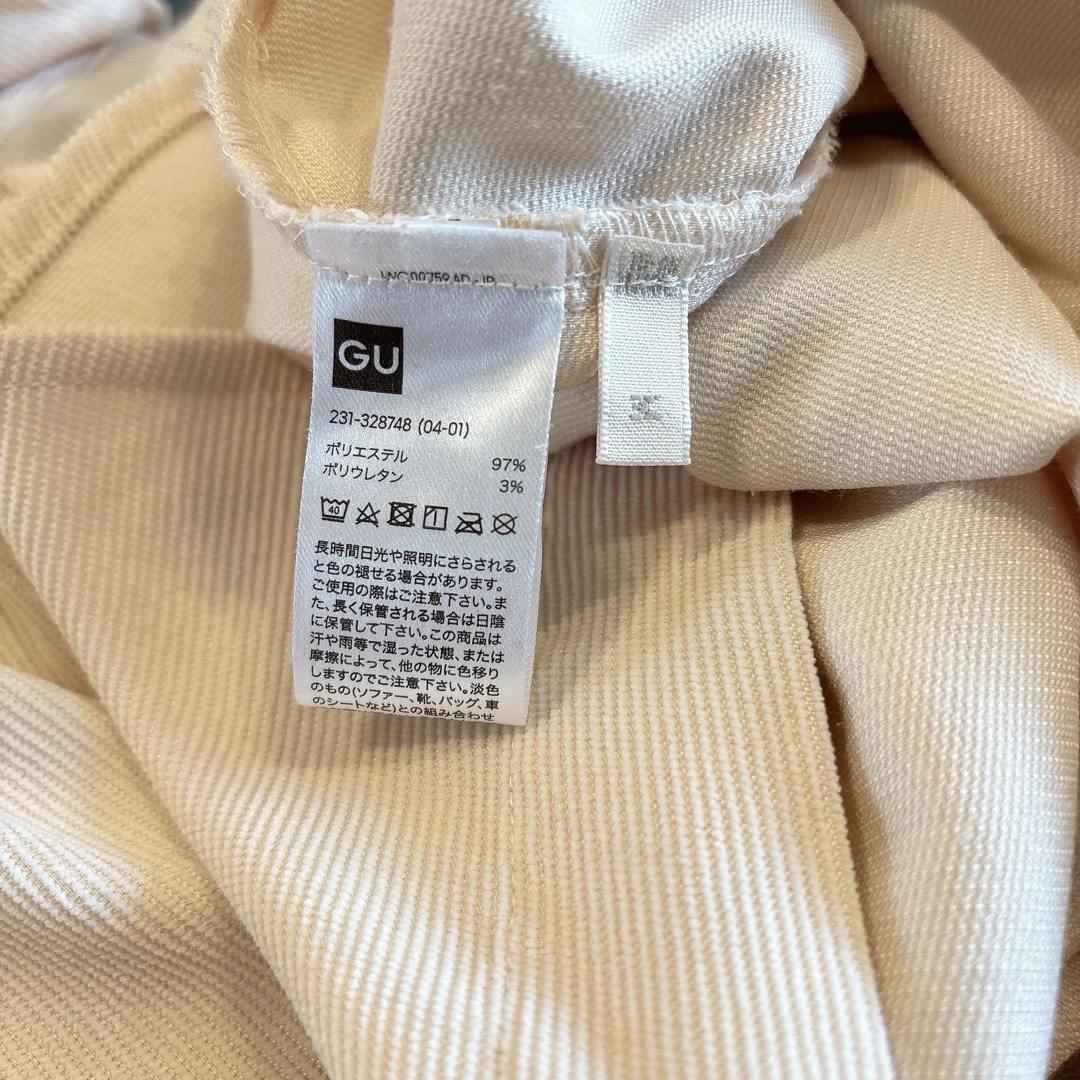 GU
231-328748 (04-01)
ポリエステル 97%
ポリウレタン 3%
40
長時間日光や照明にさらされる
と色の褪せる場合があります。
ご使用の際はご注意下さい。ま
た、長く保管される場合は日陰
に保管して下さい。この商品は
汗や雨等で湿った状態、または
摩擦によって、他の物に色移り
しますのでご注意下さい。淡色
のもの(ソファー、靴、バッグ、車
のシートなど)との組み合わせ